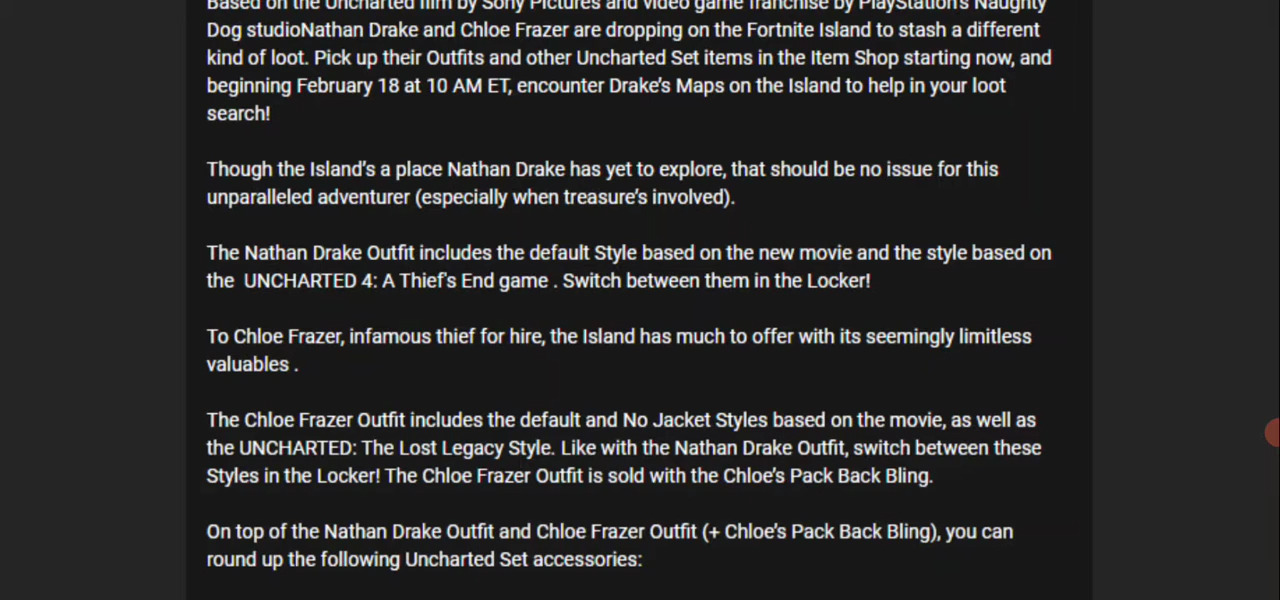 Based on the Uncharted film by Sony Pictures and video game franchise by PlayStation's Naughty
Dog studioNathan Drake and Chloe Frazer are dropping on the Fortnite Island to stash a different
kind of loot. Pick up their Outfits and other Uncharted Set items in the Item Shop starting now, and
beginning February 18 at 10 AM ET, encounter Drake's Maps on the Island to help in your loot
search!
Though the Island's a place Nathan Drake has yet to explore, that should be no issue for this
unparalleled adventurer (especially when treasure's involved).
The Nathan Drake Outfit includes the default Style based on the new movie and the style based on
the  UNCHARTED 4: A Thief's End game . Switch between them in the Locker!
To Chloe Frazer, infamous thief for hire, the Island has much to offer with its seemingly limitless
valuables .
The Chloe Frazer Outfit includes the default and No Jacket Styles based on the movie, as well as
the UNCHARTED: The Lost Legacy Style. Like with the Nathan Drake Outfit, switch between these
Styles in the Locker! The Chloe Frazer Outfit is sold with the Chloe's Pack Back Bling.
On top of the Nathan Drake Outfit and Chloe Frazer Outfit (+ Chloe's Pack Back Bling), you can
round up the following Uncharted Set accessories: